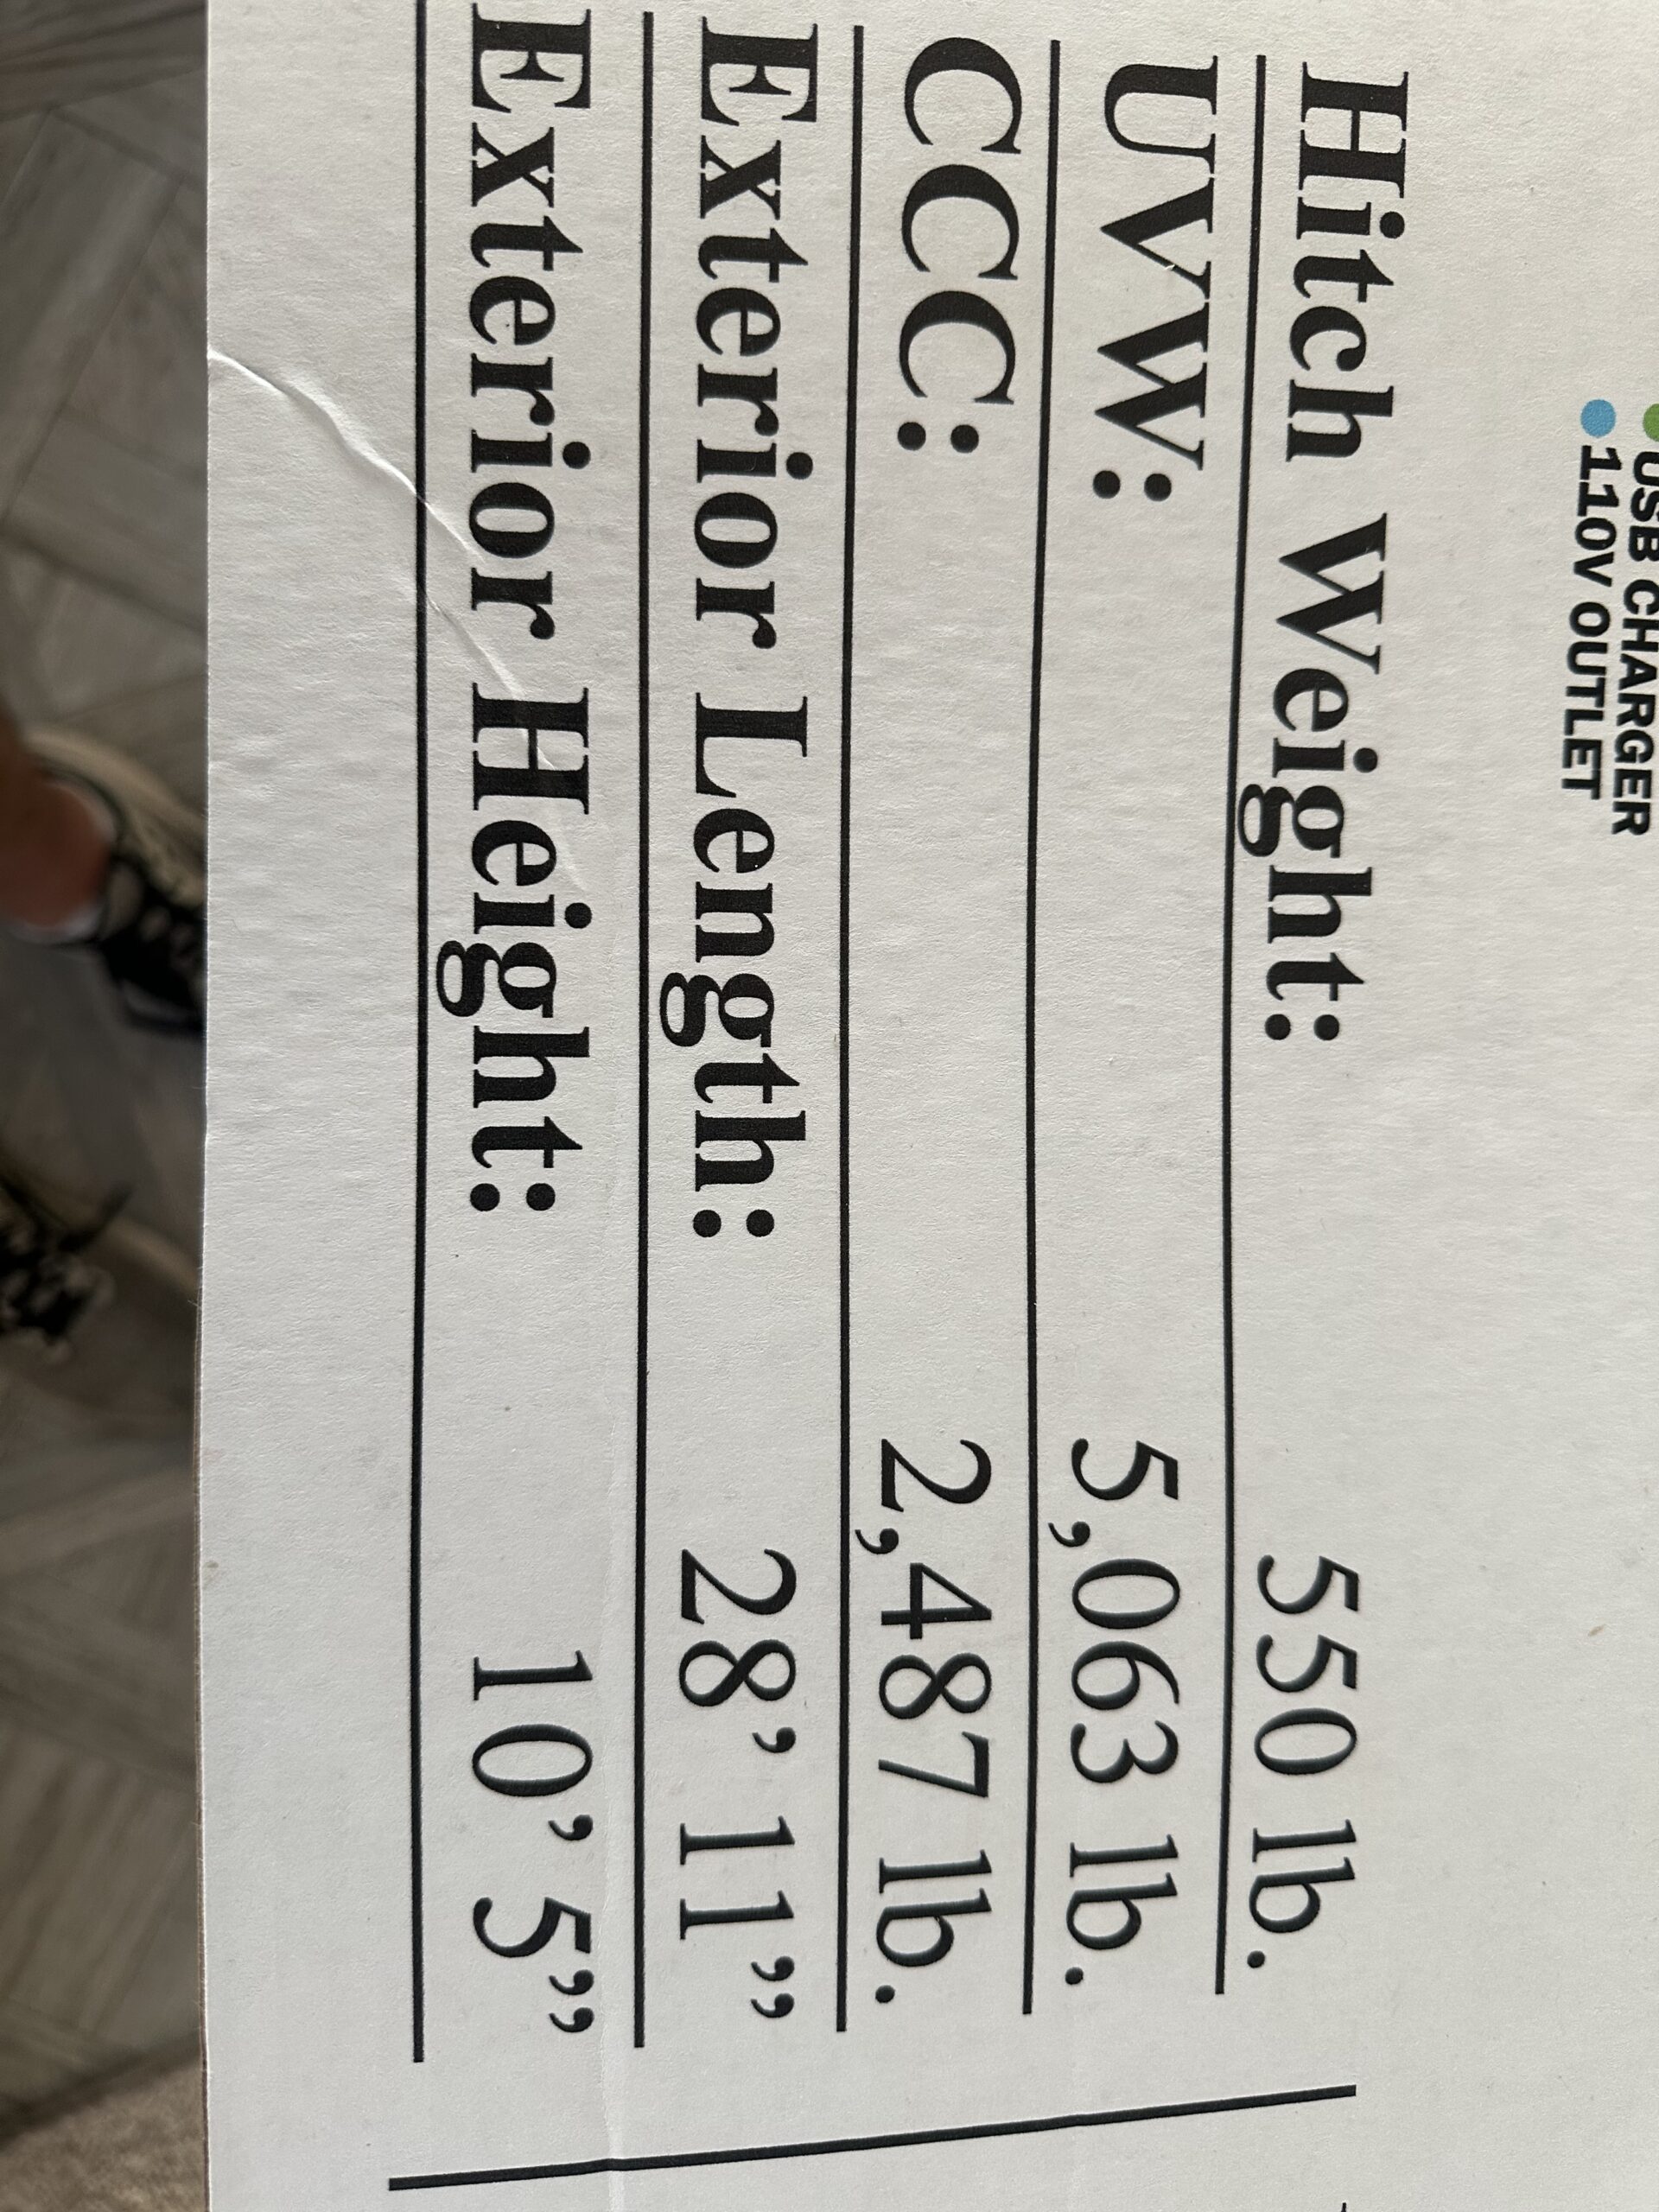 USB CHARGER
110V OUTLET
Hitch Weight: 550 lb.
UVW: 5,063 lb.
CCC: 2,487 lb.
Exterior Length: 28’ 11”
Exterior Height: 10’ 5”